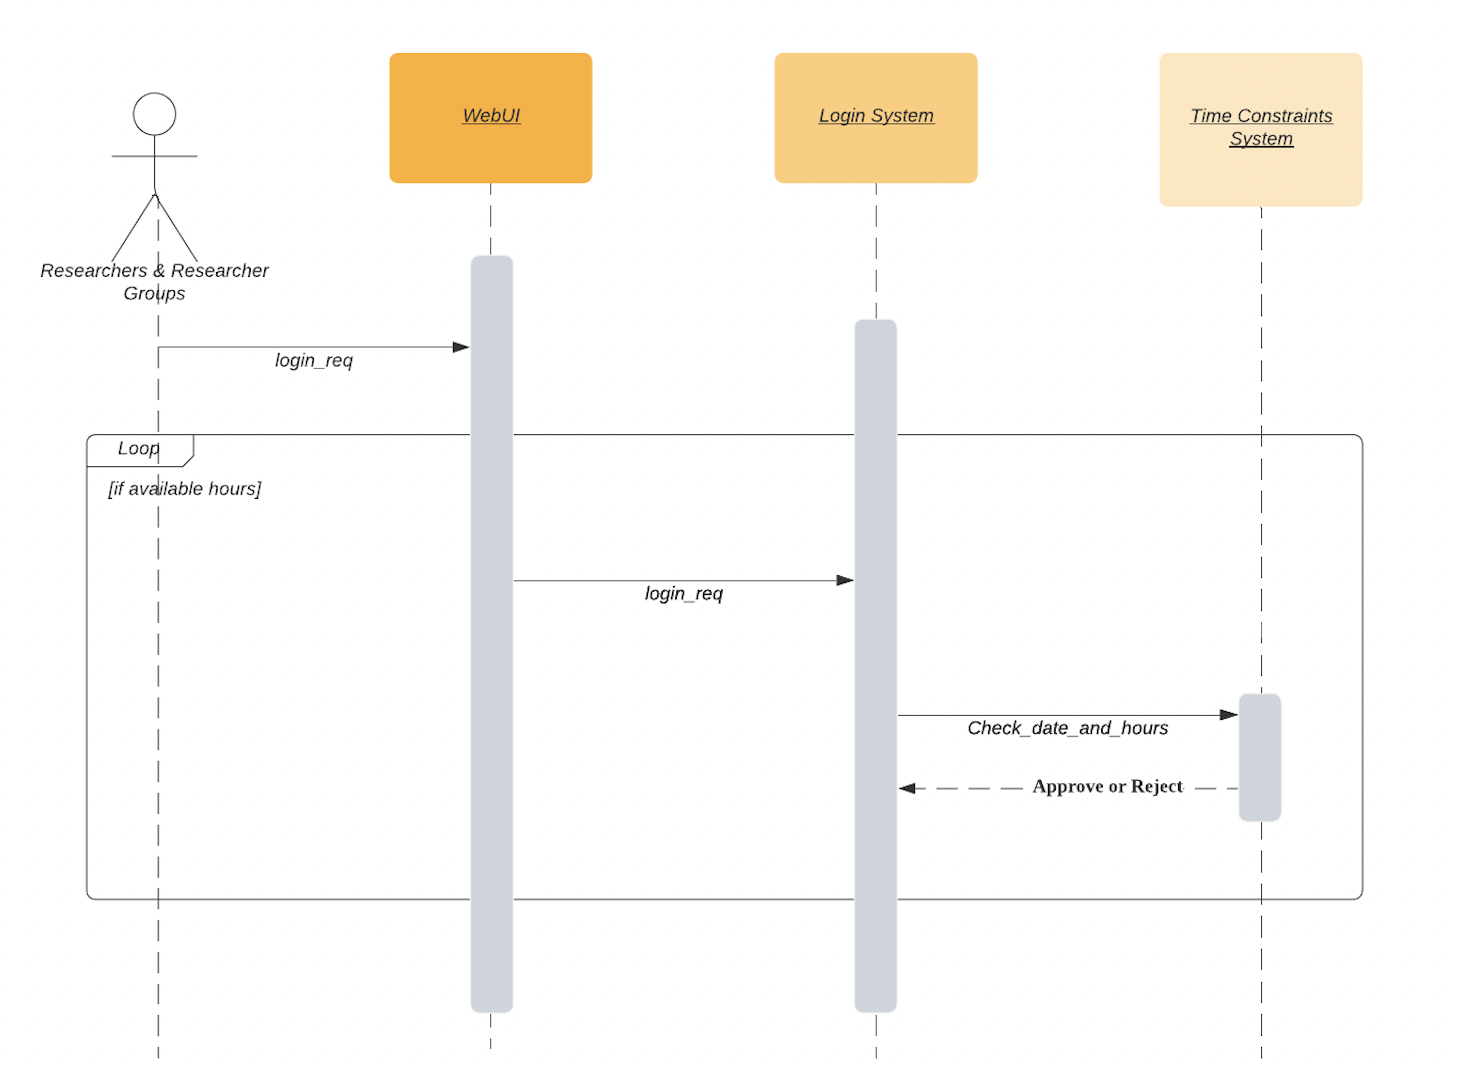 WebUI
Login System
Time Constraints
System
Researchers & Researcher
Groups
login_req
Loop
[if available hours]
login_req
Check_date_and_hours
Approve or Reject